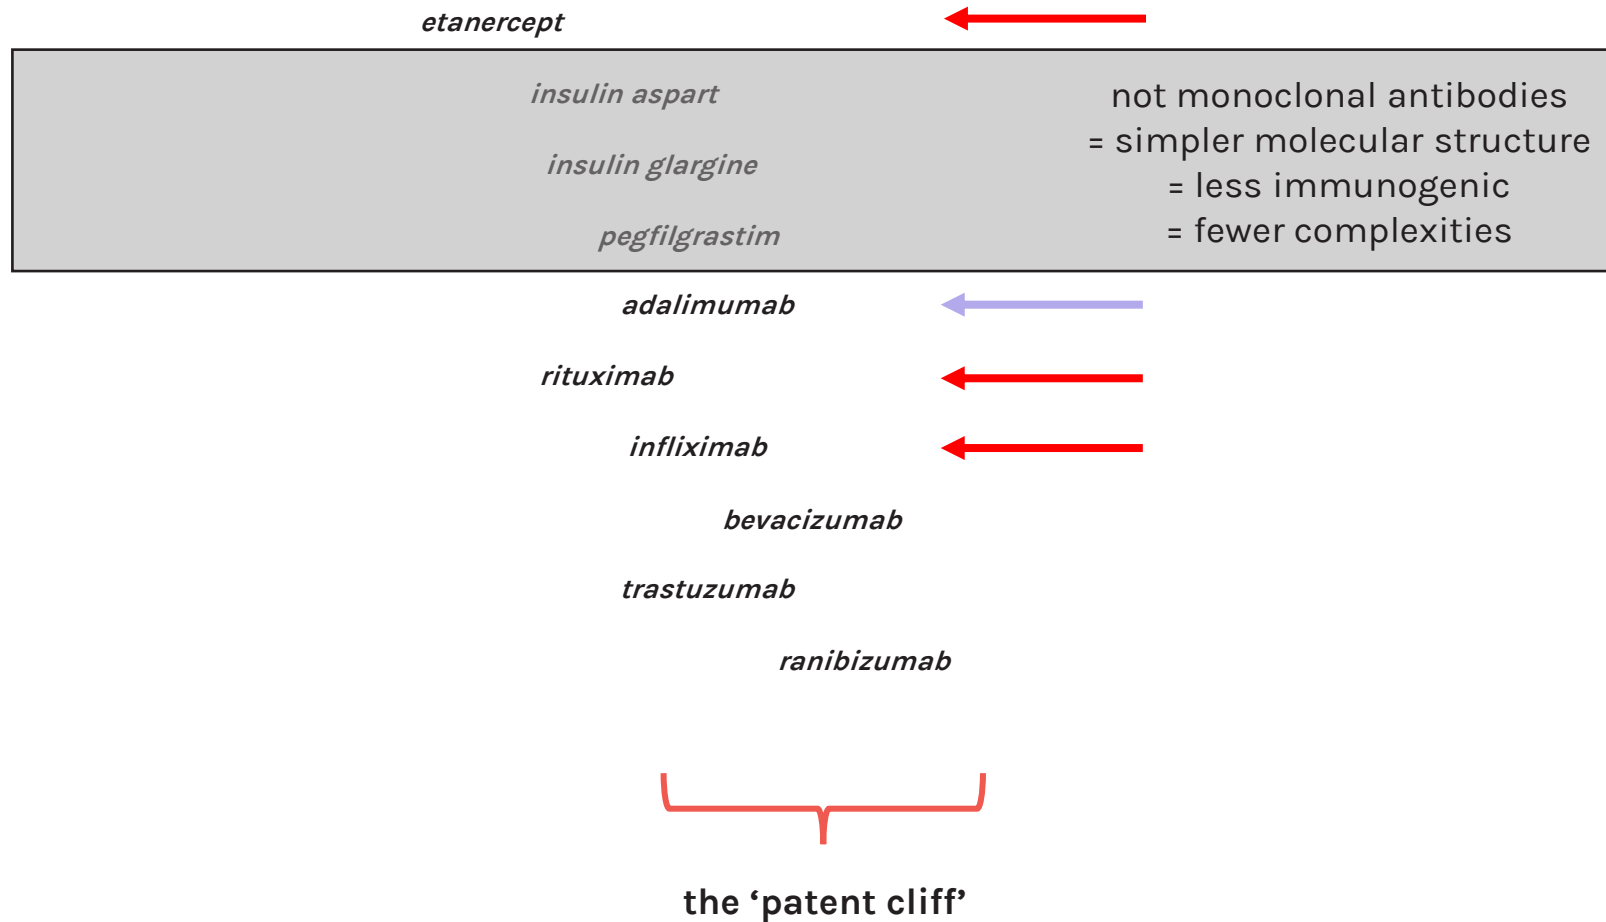 etanercept
insulin aspart
insulin glargine
pegfilgrastim
not monoclonal antibodies
= simpler molecular structure
= less immunogenic
= fewer complexities
adalimumab
rituximab
infliximab
bevacizumab
trastuzumab
ranibizumab
the ‘patent cliff’